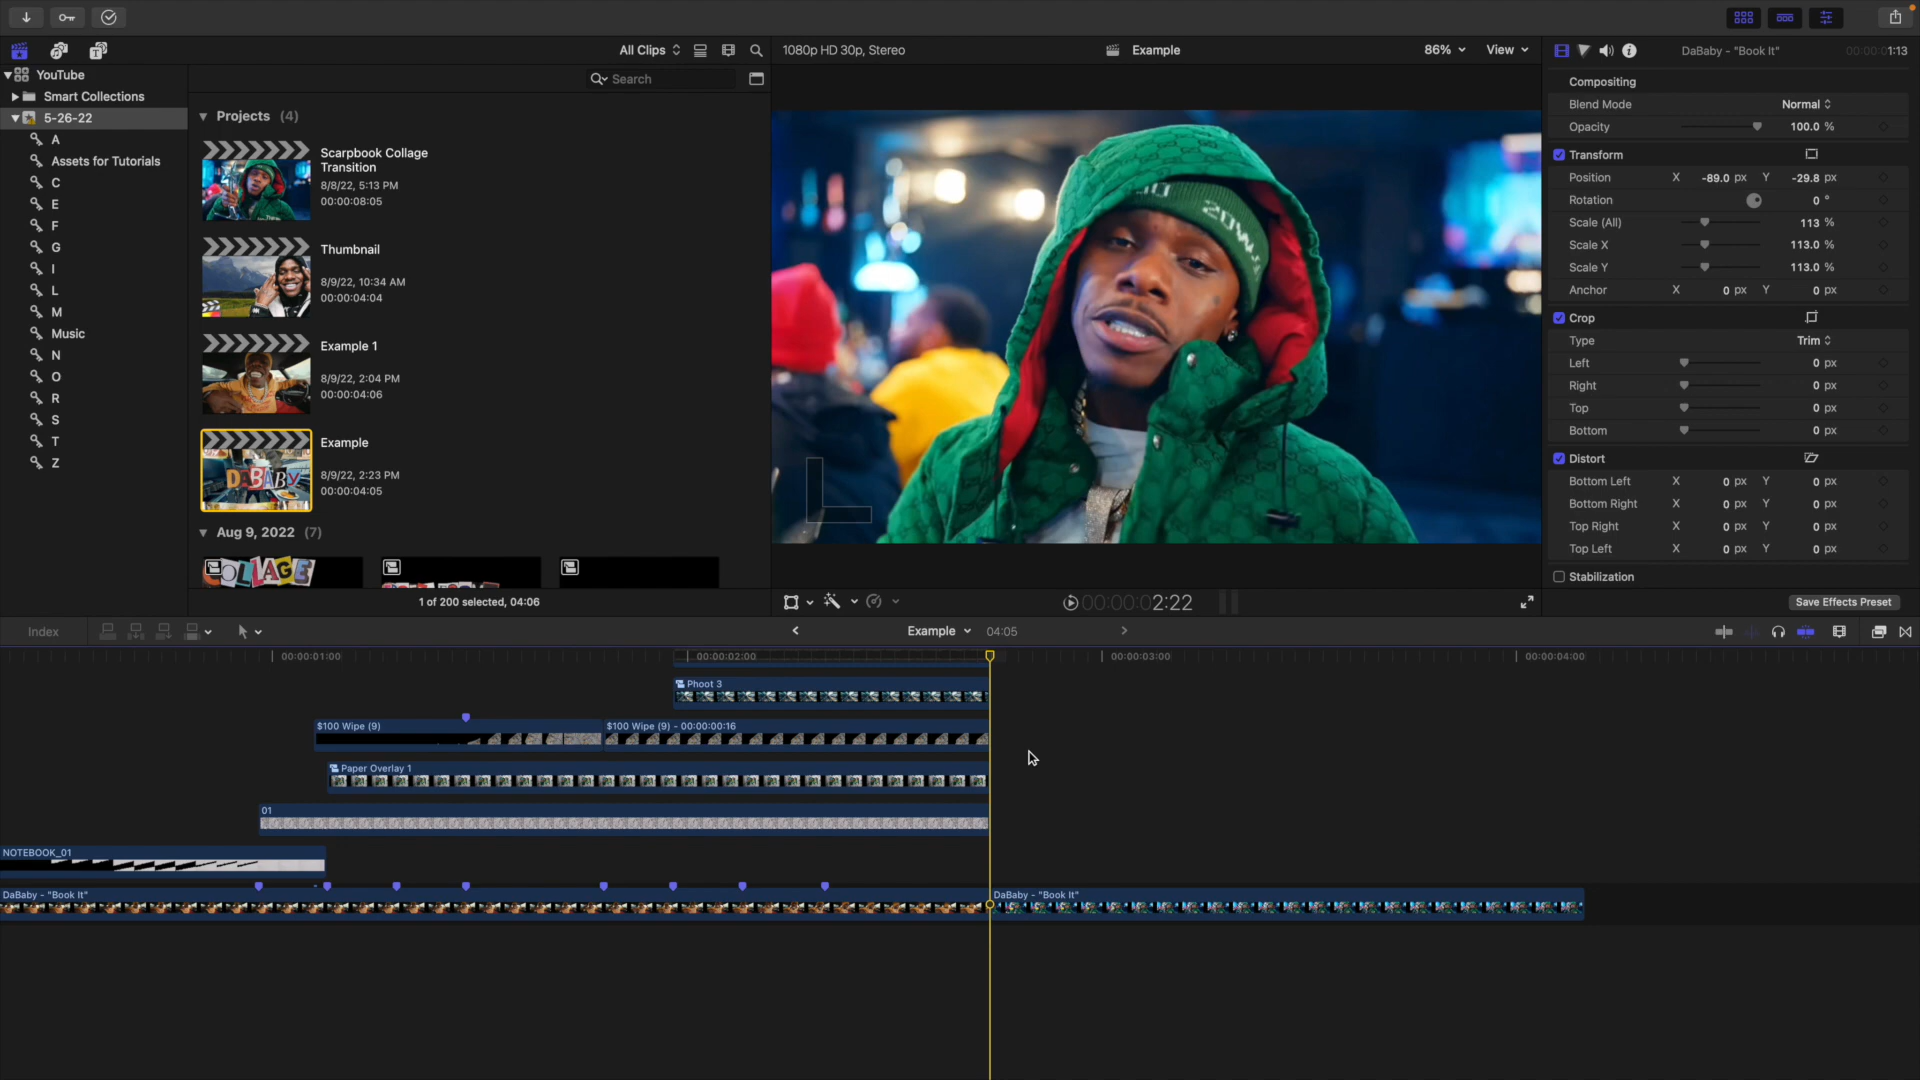 All Clips
1080p HD 30p, Stereo
Example
86%
View
DaBaby - "Book It"
00:00:01:13
YouTube
Smart Collections
5-26-22
A
Assets for Tutorials
C
E
F
G
I
L
M
Music
N
O
R
S
T
Z
Search
Projects (4)
Scarpbook Collage
Transition
8/8/22, 5:13 PM
00:00:08:05
Thumbnail
8/9/22, 10:34 AM
00:00:04:04
Example 1
8/9/22, 2:04 PM
00:00:04:06
Example
8/9/22, 2:23 PM
00:00:04:05
DABABY
Aug 9, 2022 (7)
COLLAGE
1 of 200 selected, 04:06
Compositing
Blend Mode Normal
Opacity 100.0 %
Transform
Position X -89.0 px Y -29.8 px
Rotation 0 °
Scale (All) 113 %
Scale X 113.0 %
Scale Y 113.0 %
Anchor X 0 px Y 0 px
Crop
Type Trim
Left 0 px
Right 0 px
Top 0 px
Bottom 0 px
Distort
Bottom Left X 0 px Y 0 px
Bottom Right X 0 px Y 0 px
Top Right X 0 px Y 0 px
Top Left X 0 px Y 0 px
Stabilization
Save Effects Preset
00:00:02:22
Index
Example 04:05
00:00:01:00
00:00:02:00
00:00:03:00
00:00:04:00
Phoot 3
$100 Wipe (9)
$100 Wipe (9) - 00:00:00:16
Paper Overlay 1
01
NOTEBOOK_01
DaBaby - "Book It"
DaBaby - "Book It"